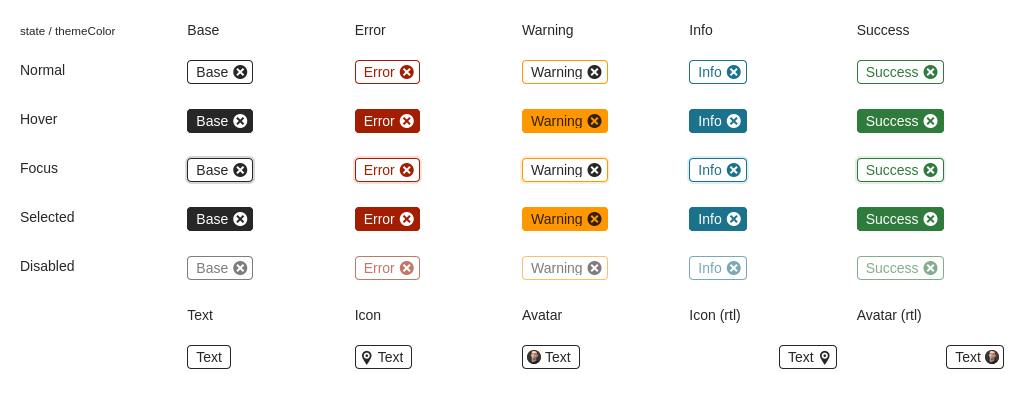 state / themeColor Base Error Warning Info Success
Normal Base Error Warning Info Success
Hover Base Error Warning Info Success
Focus Base Error Warning Info Success
Selected Base Error Warning Info Success
Disabled Base Error Warning Info Success
Text Icon Avatar Icon (rtl) Avatar (rtl)
Text Text Text Text Text